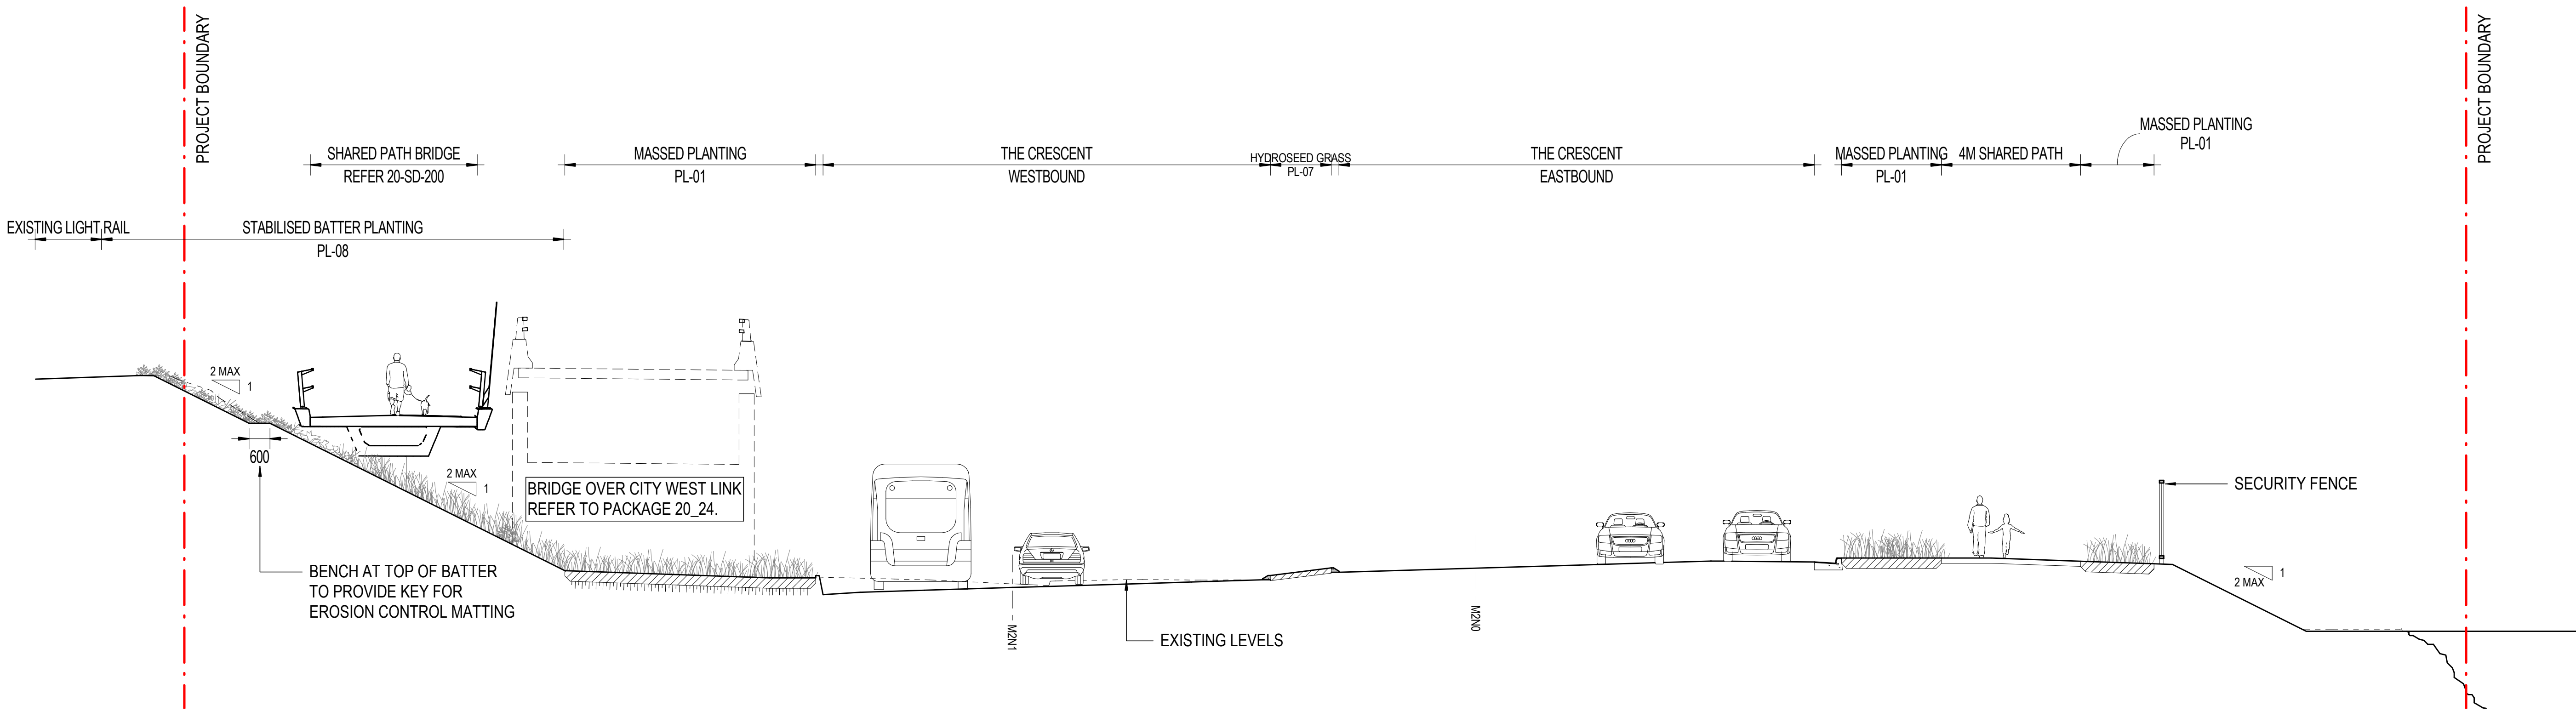 PROJECT BOUNDARY
PROJECT BOUNDARY
MASSED PLANTING
PL-01
SHARED PATH BRIDGE
REFER 20-SD-200
MASSED PLANTING
PL-01
THE CRESCENT
WESTBOUND
HYDROSEED GRASS
PL-07
THE CRESCENT
EASTBOUND
MASSED PLANTING
PL-01
4M SHARED PATH
EXISTING LIGHT RAIL
STABILISED BATTER PLANTING
PL-08
2 MAX
1
600
2 MAX
1
BRIDGE OVER CITY WEST LINK
REFER TO PACKAGE 20_24.
SECURITY FENCE
BENCH AT TOP OF BATTER
TO PROVIDE KEY FOR
EROSION CONTROL MATTING
2 MAX
1
M2N1
M2N0
EXISTING LEVELS